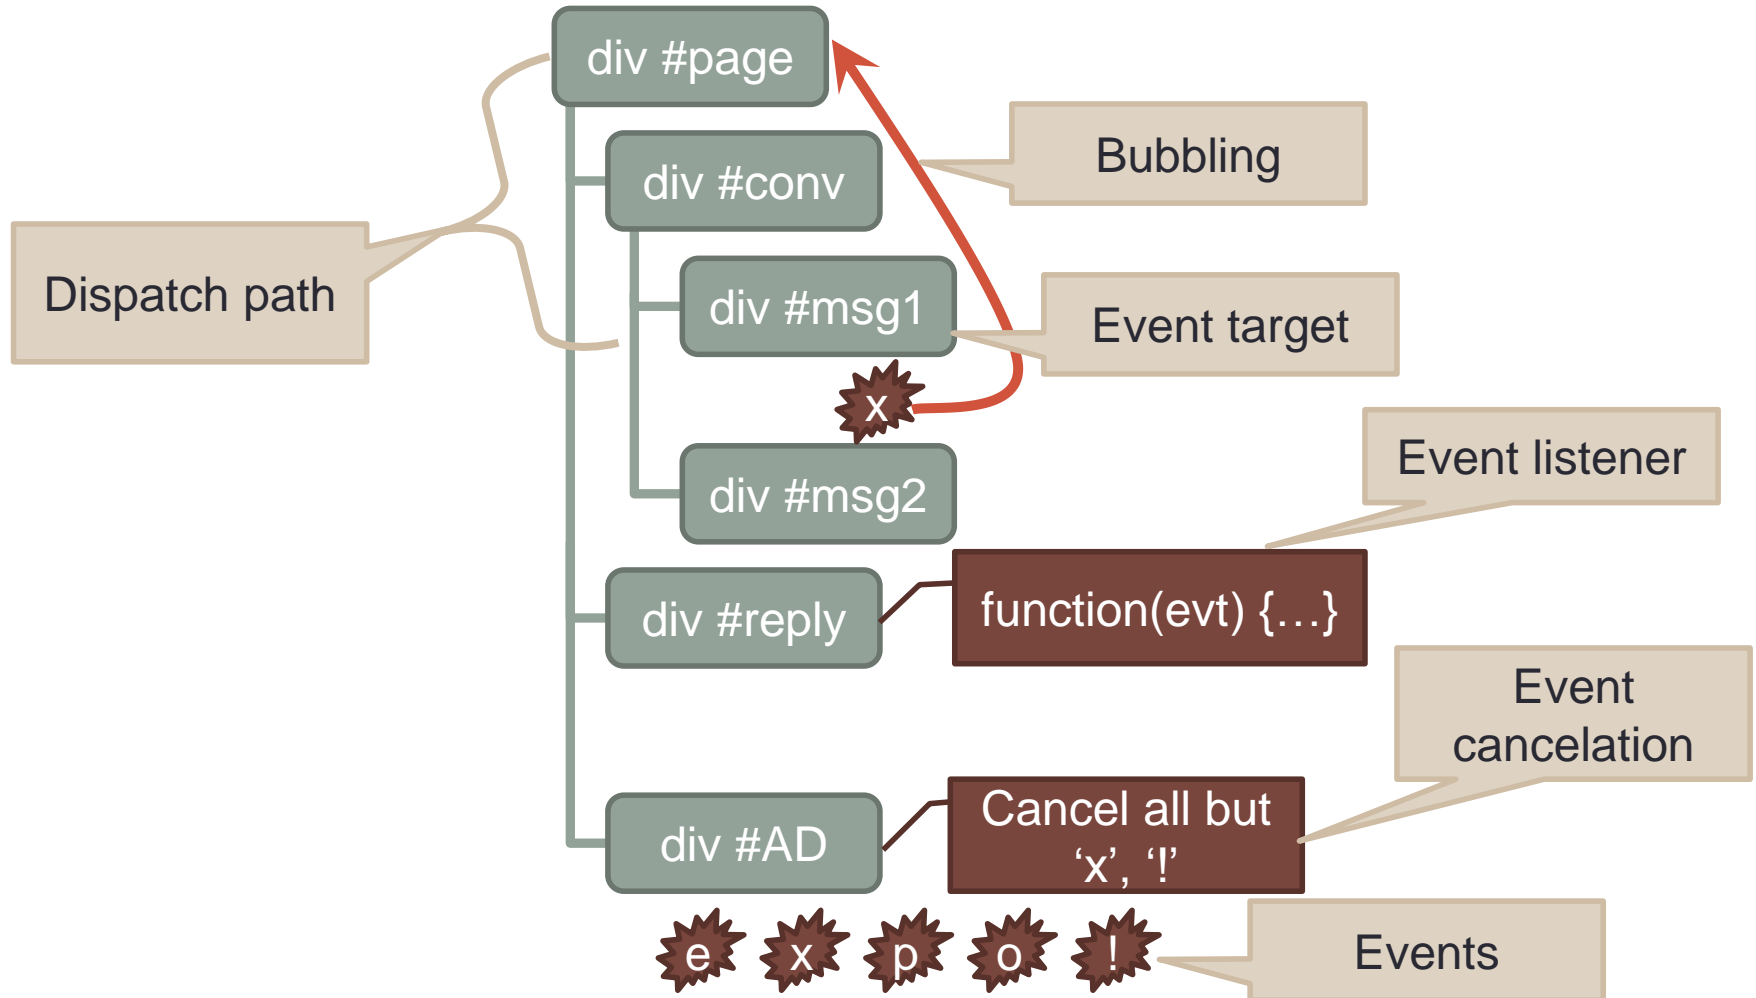 div #page
Bubbling
div #conv
Dispatch path
div #msg1
Event target
x
Event listener
div #msg2
div #reply
function(evt) {…}
Event
cancelation
div #AD
Cancel all but
‘x’, ‘!’
e x p o !
Events